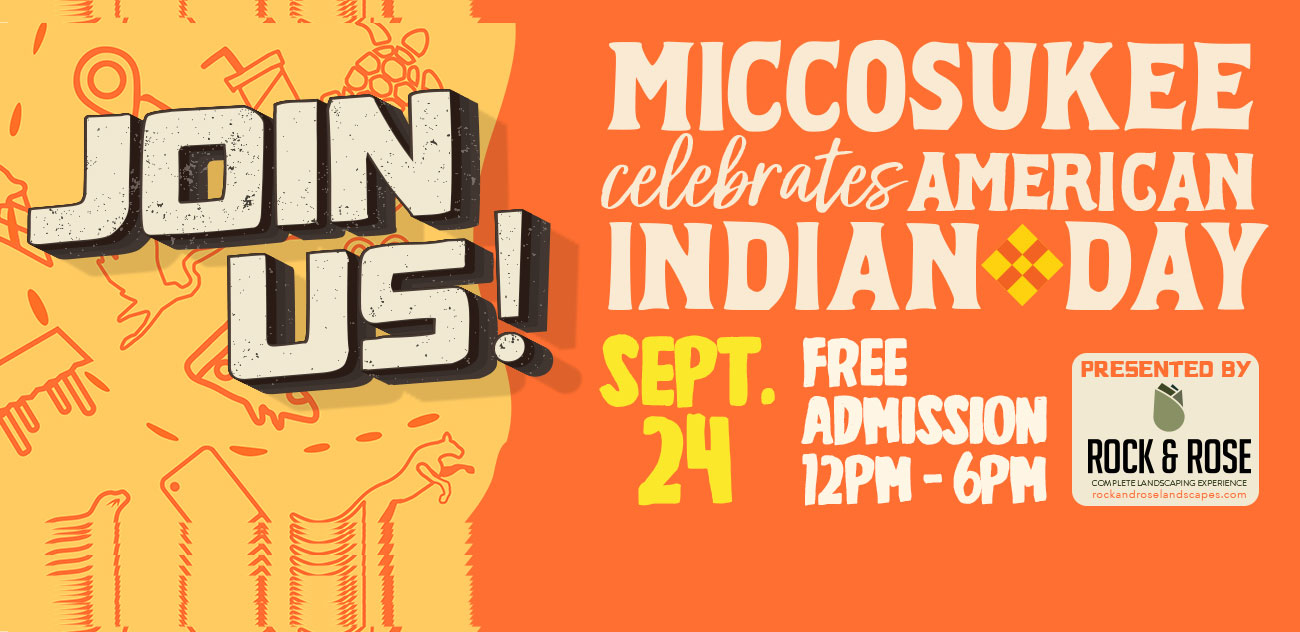 JOIN
US!
MICCOSUKEE
celebrates AMERICAN
INDIAN DAY
SEPT.
24
FREE
ADMISSION
12PM - 6PM
PRESENTED BY
ROCK & ROSE
COMPLETE LANDSCAPING EXPERIENCE
rockandroselandscapes.com